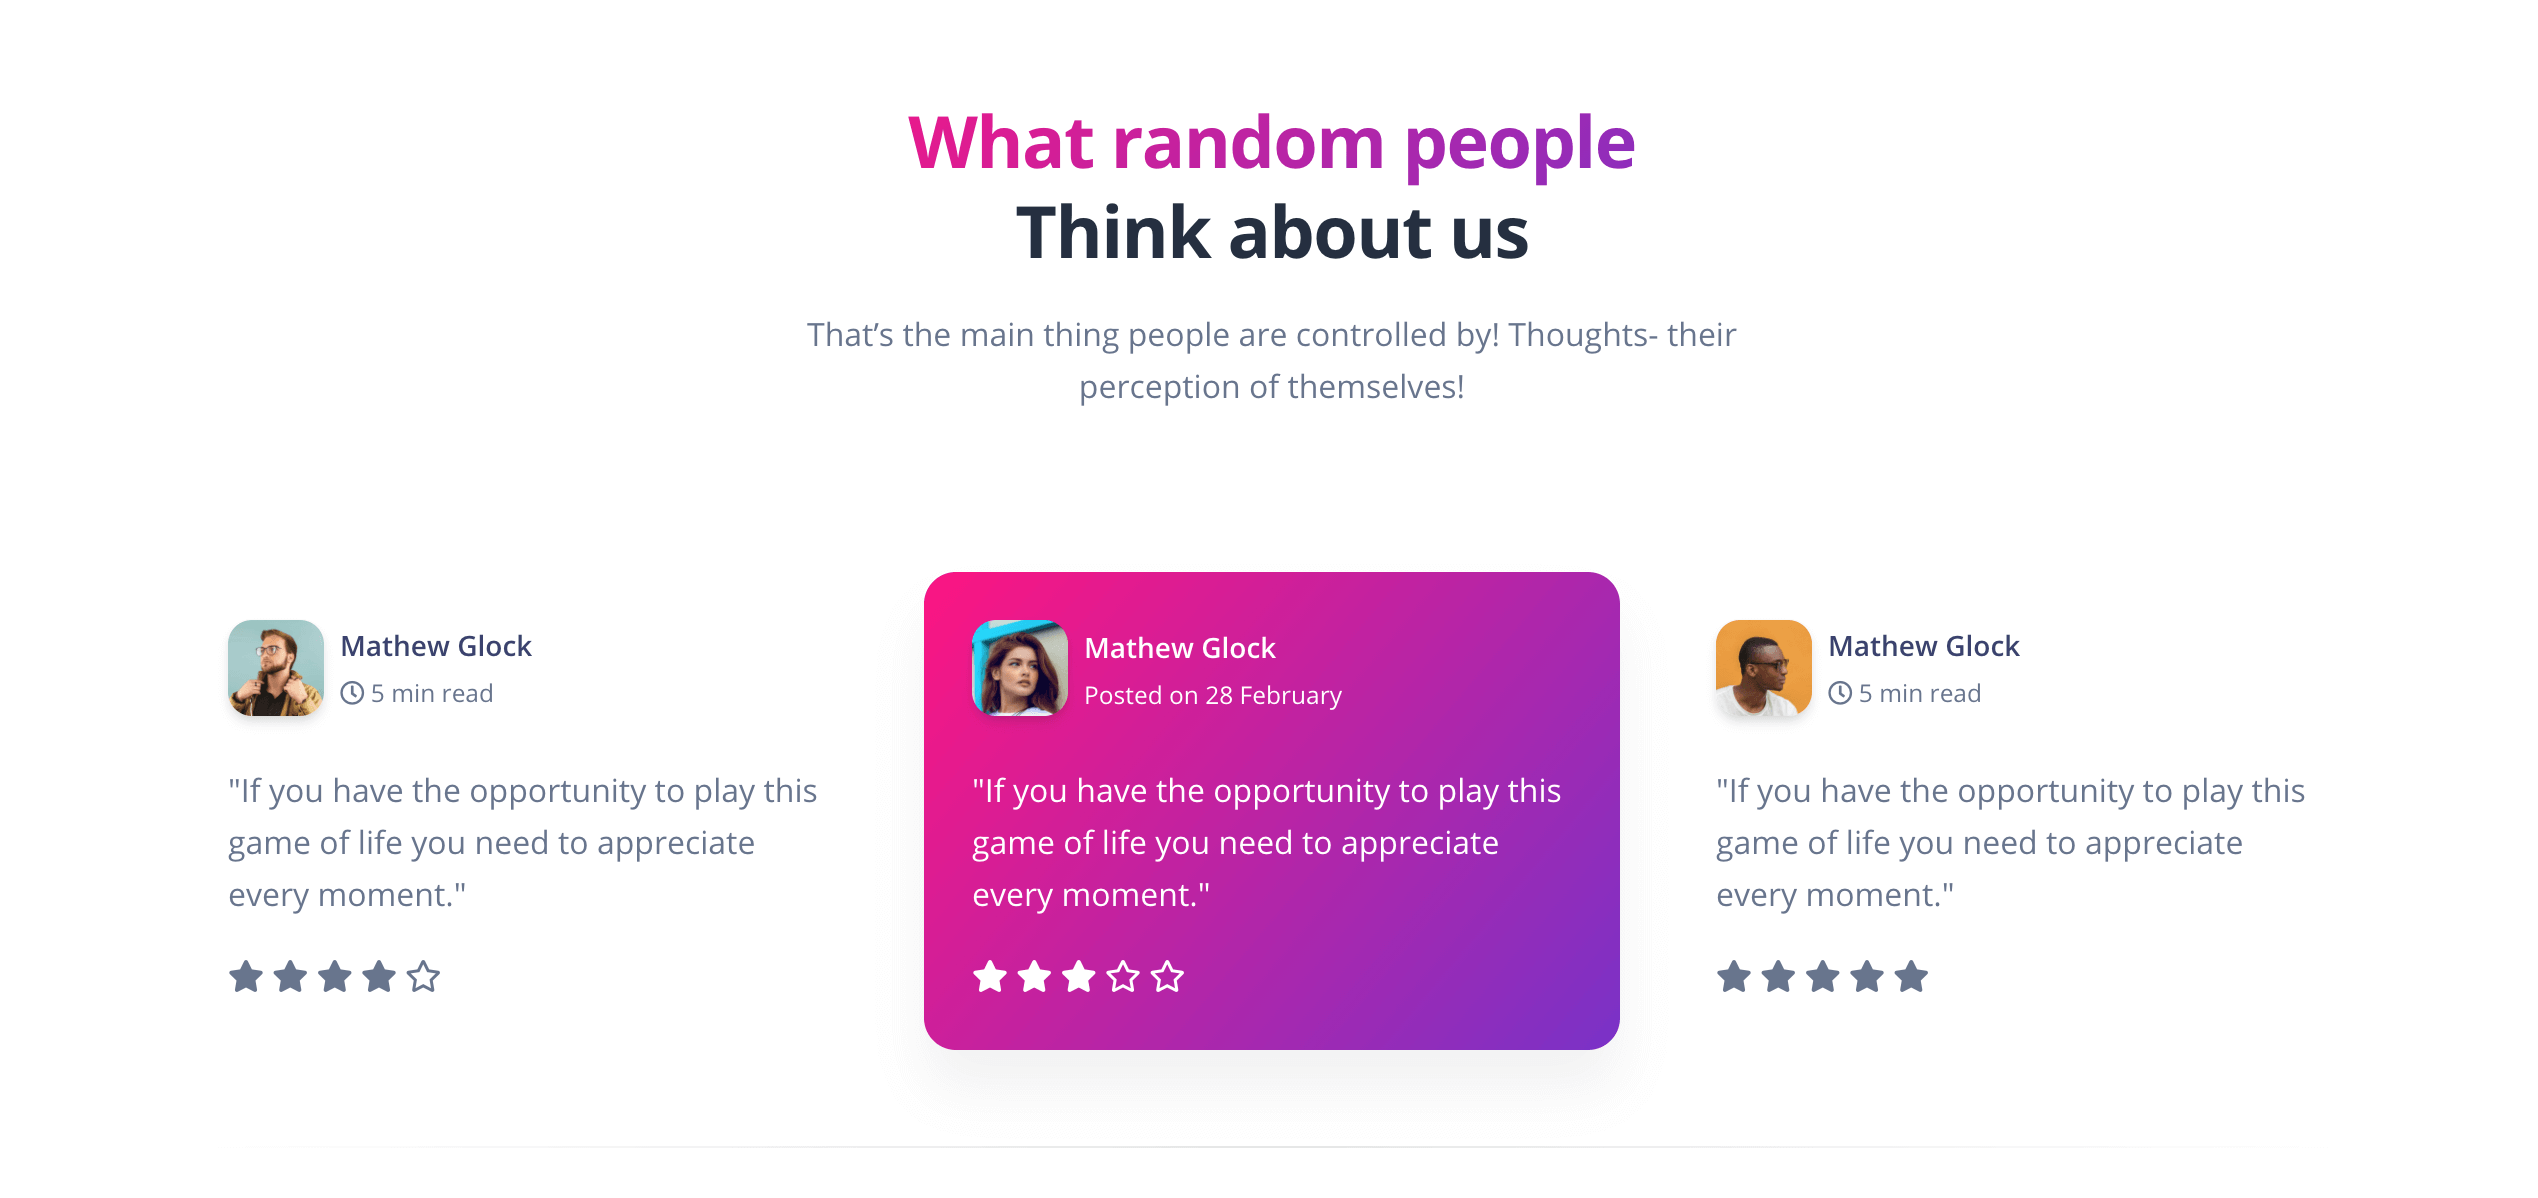 What random people
Think about us
That’s the main thing people are controlled by! Thoughts- their
perception of themselves!
Mathew Glock
5 min read
"If you have the opportunity to play this
game of life you need to appreciate
every moment."
Mathew Glock
Posted on 28 February
"If you have the opportunity to play this
game of life you need to appreciate
every moment."
Mathew Glock
5 min read
"If you have the opportunity to play this
game of life you need to appreciate
every moment."